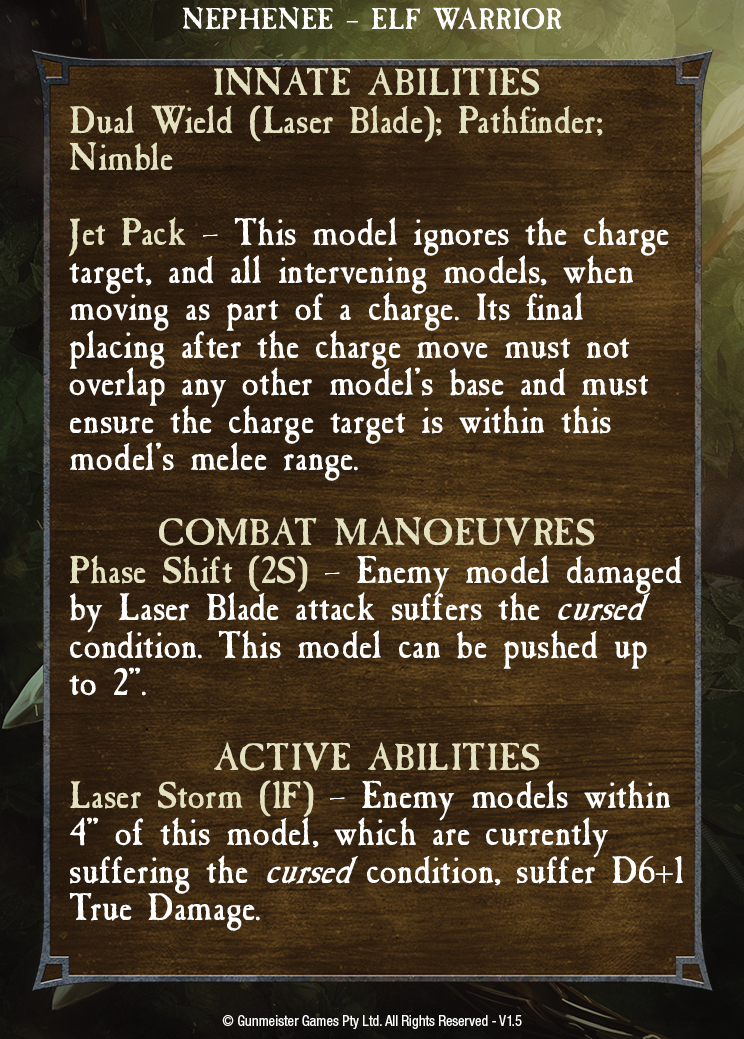 NEPHENEE – ELF WARRIOR
INNATE ABILITIES
Dual Wield (Laser Blade); Pathfinder;
Nimble
Jet Pack – This model ignores the charge
target, and all intervening models, when
moving as part of a charge. Its final
placing after the charge move must not
overlap any other model's base and must
ensure the charge target is within this
model's melee range.
COMBAT MANOEUVRES
Phase Shift (2S) – Enemy model damaged
by Laser Blade attack suffers the cursed
condition. This model can be pushed up
to 2”.
ACTIVE ABILITIES
Laser Storm (1F) – Enemy models within
4” of this model, which are currently
suffering the cursed condition, suffer D6+1
True Damage.
© Gunmeister Games Pty Ltd. All Rights Reserved - V1.5